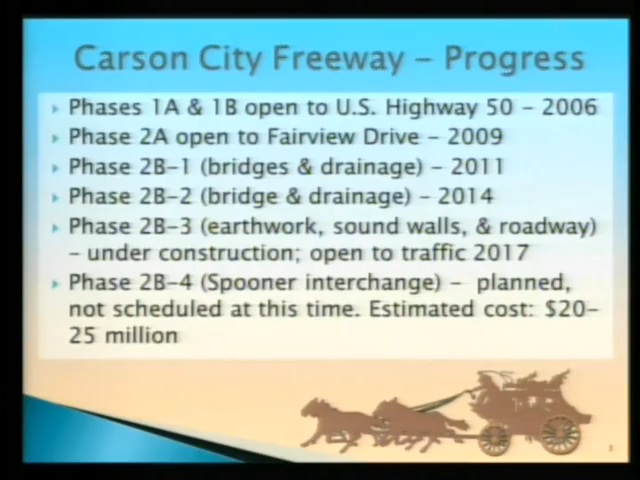 Carson City Freeway – Progress
Phases 1A & 1B open to U.S. Highway 50 – 2006
Phase 2A open to Fairview Drive – 2009
Phase 2B-1 (bridges & drainage) – 2011
Phase 2B-2 (bridge & drainage) – 2014
Phase 2B-3 (earthwork, sound walls, & roadway)
– under construction; open to traffic 2017
Phase 2B-4 (Spooner interchange) – planned,
not scheduled at this time. Estimated cost: $20–
25 million